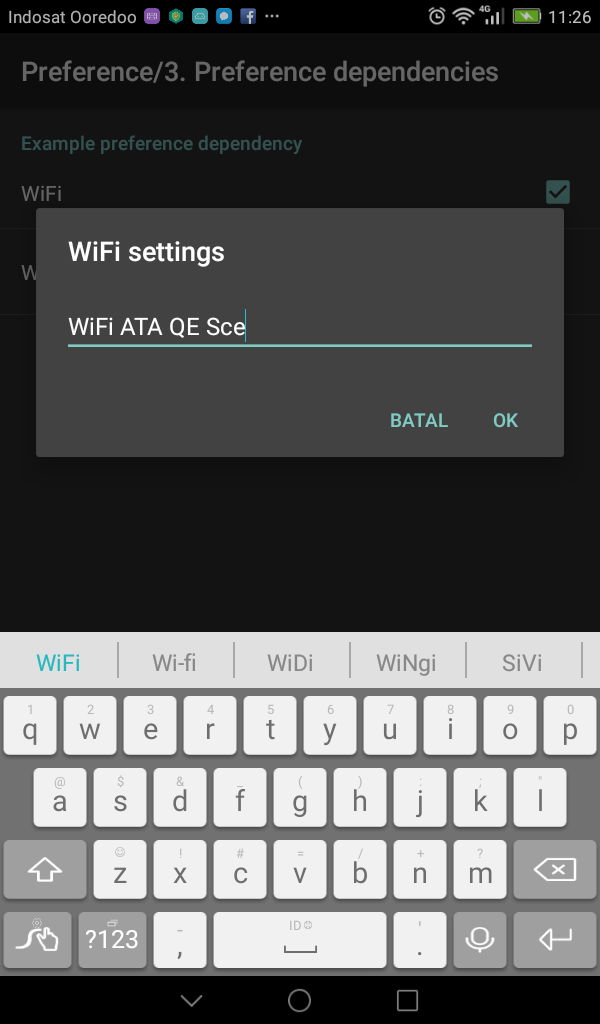 Indosat Ooredoo 4G 11:26
Preference/3. Preference dependencies
Example preference dependency
WiFi
W
WiFi settings
WiFi ATA QE Sce
BATAL OK
WiFi Wi-fi WiDi WiNgi SiVi
1 2 3 4 5 6 7 8 9 0
q w e r t y u i o p
@ $ & _ ( ) : ; "
a s d f g h j k l
! # = / + ?
z x c v b n m
?123 , ID .